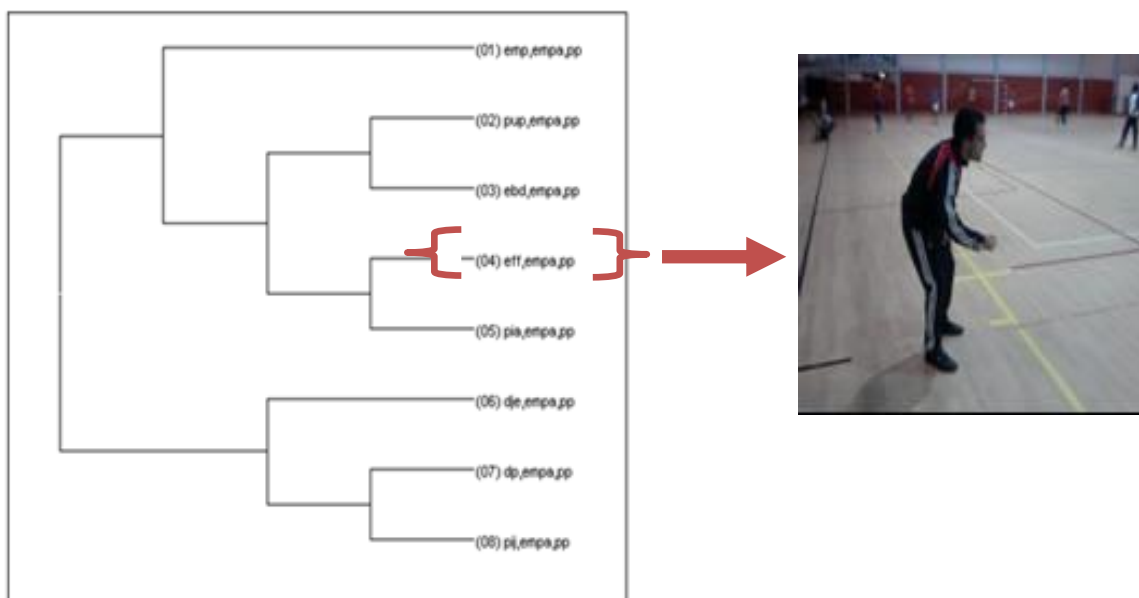 (01) emp,empa,pp
(02) pup,empa,pp
(03) ebd,empa,pp
(04) eff,empa,pp
(05) pia,empa,pp
(06) dje,empa,pp
(07) dp,empa,pp
(08) pij,empa,pp